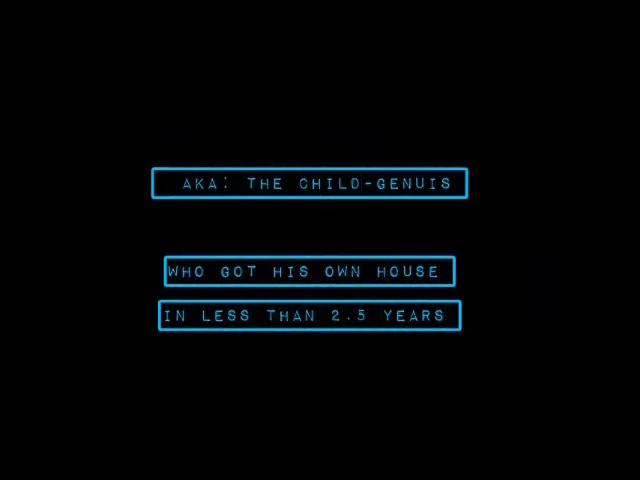 AKA: THE CHILD-GENUIS
WHO GOT HIS OWN HOUSE
IN LESS THAN 2.5 YEARS